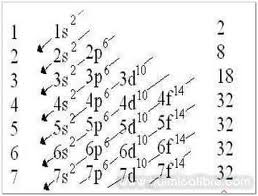 1 1s² 2
2 2s² 2p⁶ 8
3 3s² 3p⁶ 3d¹⁰ 18
4 4s² 4p⁶ 4d¹⁰ 4f¹⁴ 32
5 5s² 5p⁶ 5d¹⁰ 5f¹⁴ 32
6 6s² 6p⁶ 6d¹⁰ 6f¹⁴ 32
7 7s² 7p⁶ 7d¹⁰ 7f¹⁴ 32